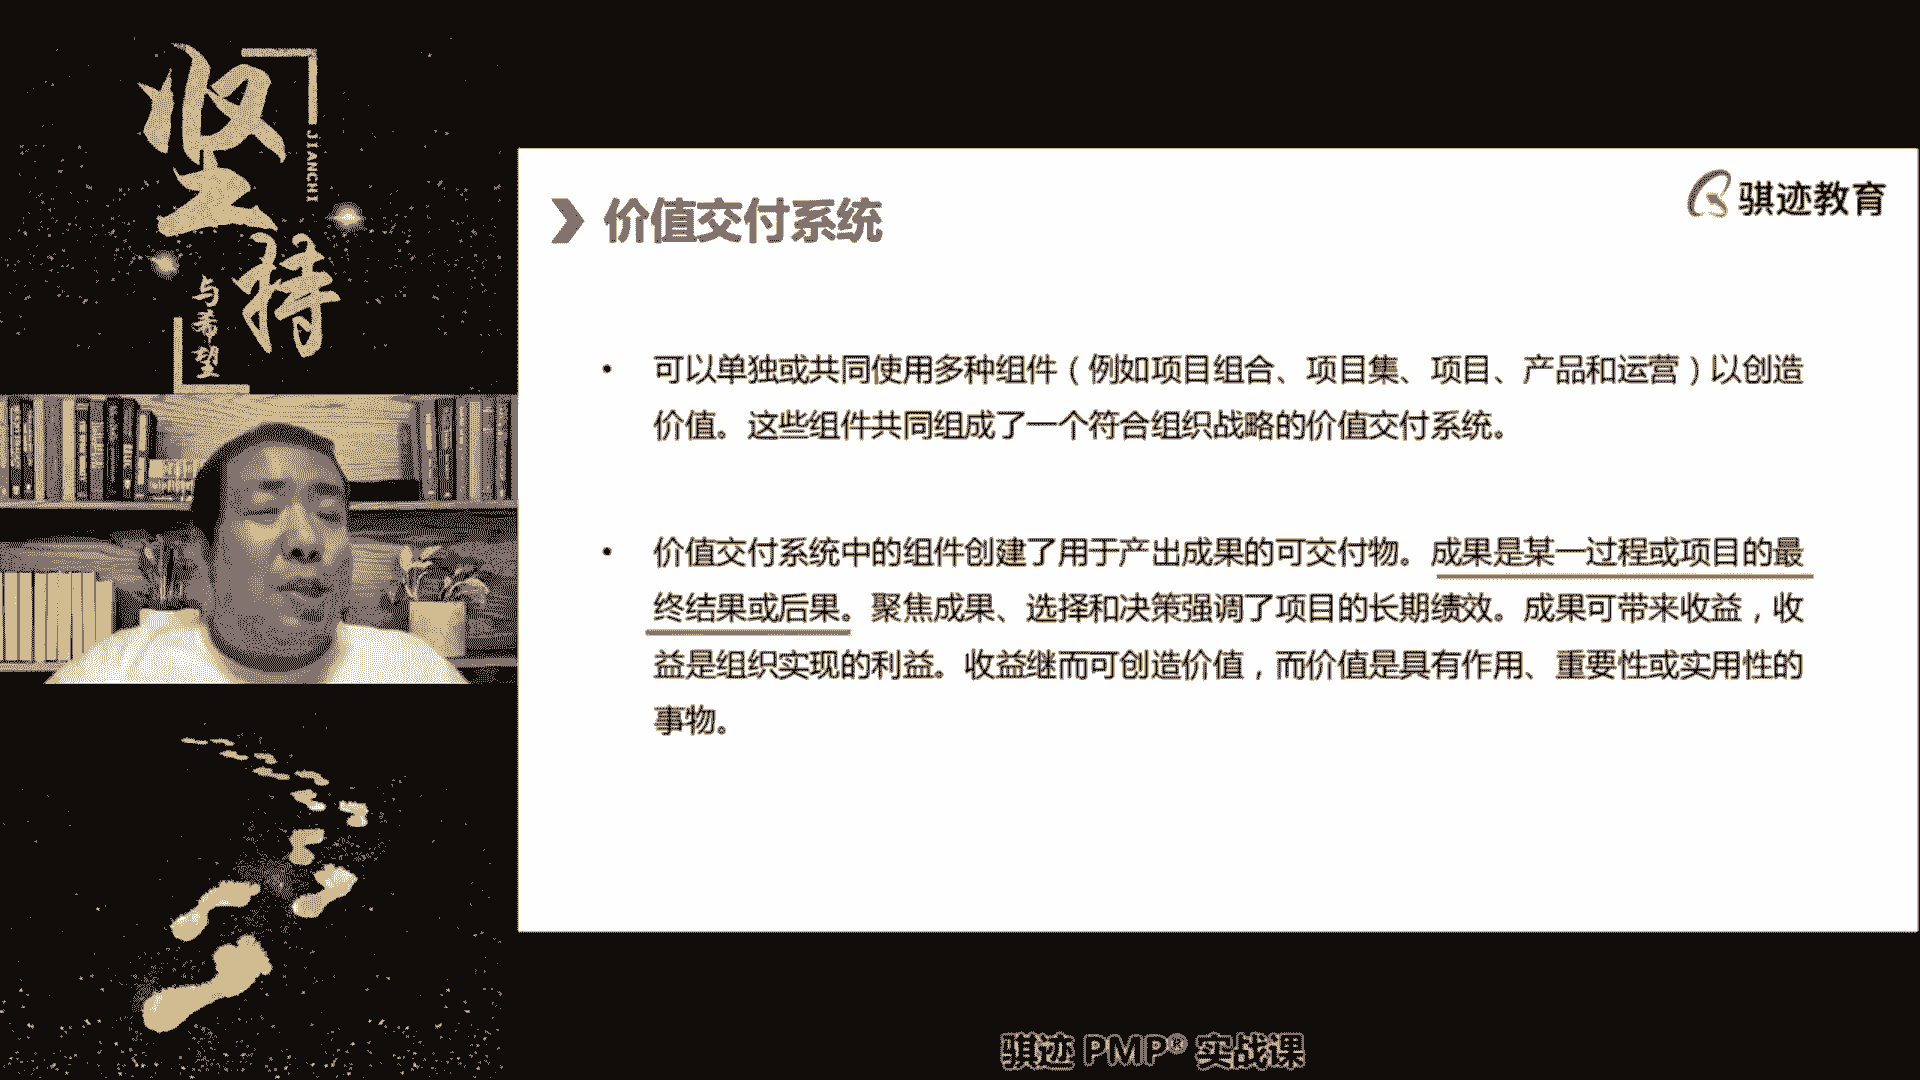 坚持
JIANCHI
与希望
骐迹教育
价值交付系统
• 可以单独或共同使用多种组件（例如项目组合、项目集、项目、产品和运营）以创造
价值。这些组件共同组成了一个符合组织战略的价值交付系统。
• 价值交付系统中的组件创建了用于产出成果的可交付物。成果是某一过程或项目的最
终结果或后果。聚焦成果、选择和决策强调了项目的长期绩效。成果可带来收益，收
益是组织实现的利益。收益继而可创造价值，而价值是具有作用、重要性或实用性的
事物。
骐迹 PMP® 实战课